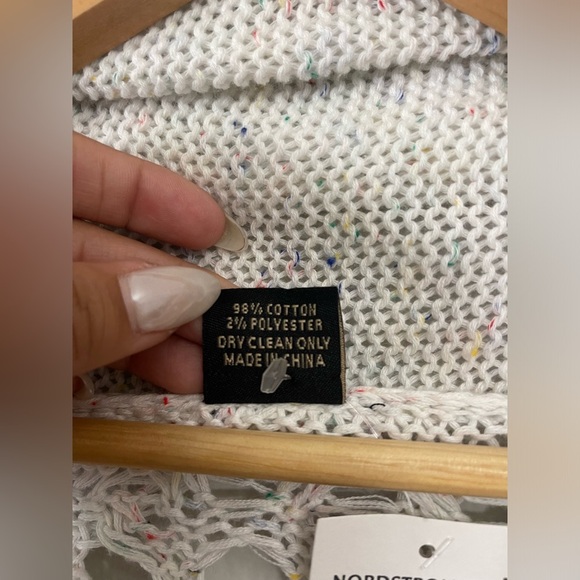 98% COTTON
2% POLYESTER
DRY CLEAN ONLY
MADE IN CHINA